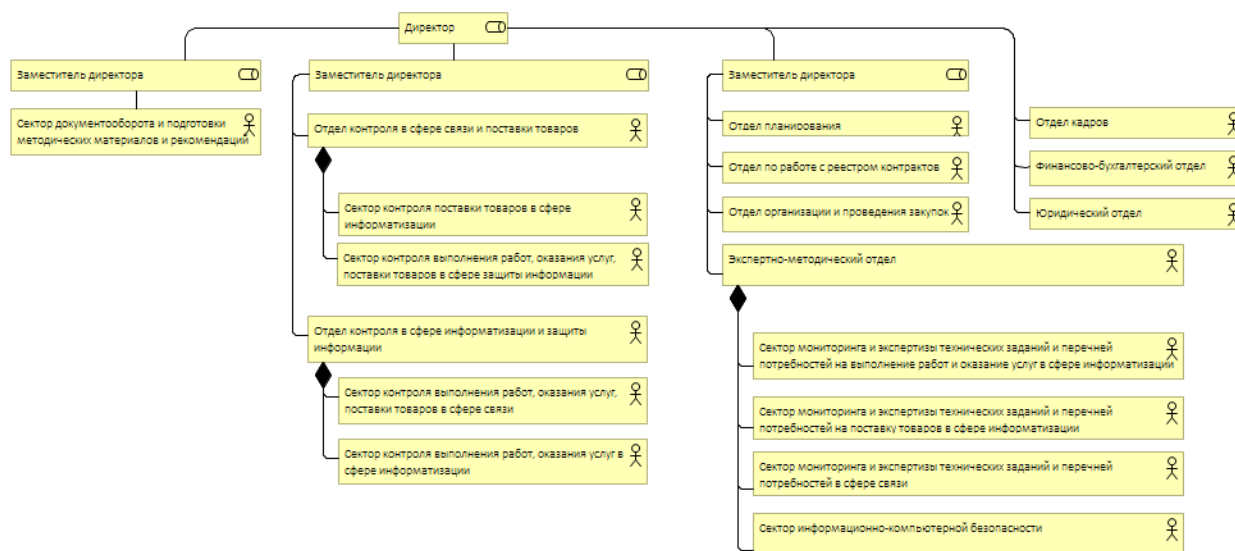 Директор
Заместитель директора
Сектор документооборота и подготовки
методических материалов и рекомендаций
Заместитель директора
Отдел контроля в сфере связи и поставки товаров
Сектор контроля поставки товаров в сфере
информатизации
Сектор контроля выполнения работ, оказания услуг,
поставки товаров в сфере защиты информации
Отдел контроля в сфере информатизации и защиты
информации
Сектор контроля выполнения работ, оказания услуг,
поставки товаров в сфере связи
Сектор контроля выполнения работ, оказания услуг в
сфере информатизации
Заместитель директора
Отдел планирования
Отдел по работе с реестром контрактов
Отдел организации и проведения закупок
Экспертно-методический отдел
Сектор мониторинга и экспертизы технических заданий и перечней
потребностей на выполнение работ и оказание услуг в сфере информатизации
Сектор мониторинга и экспертизы технических заданий и перечней
потребностей на поставку товаров в сфере информатизации
Сектор мониторинга и экспертизы технических заданий и перечней
потребностей в сфере связи
Сектор информационно-компьютерной безопасности
Отдел кадров
Финансово-бухгалтерский отдел
Юридический отдел